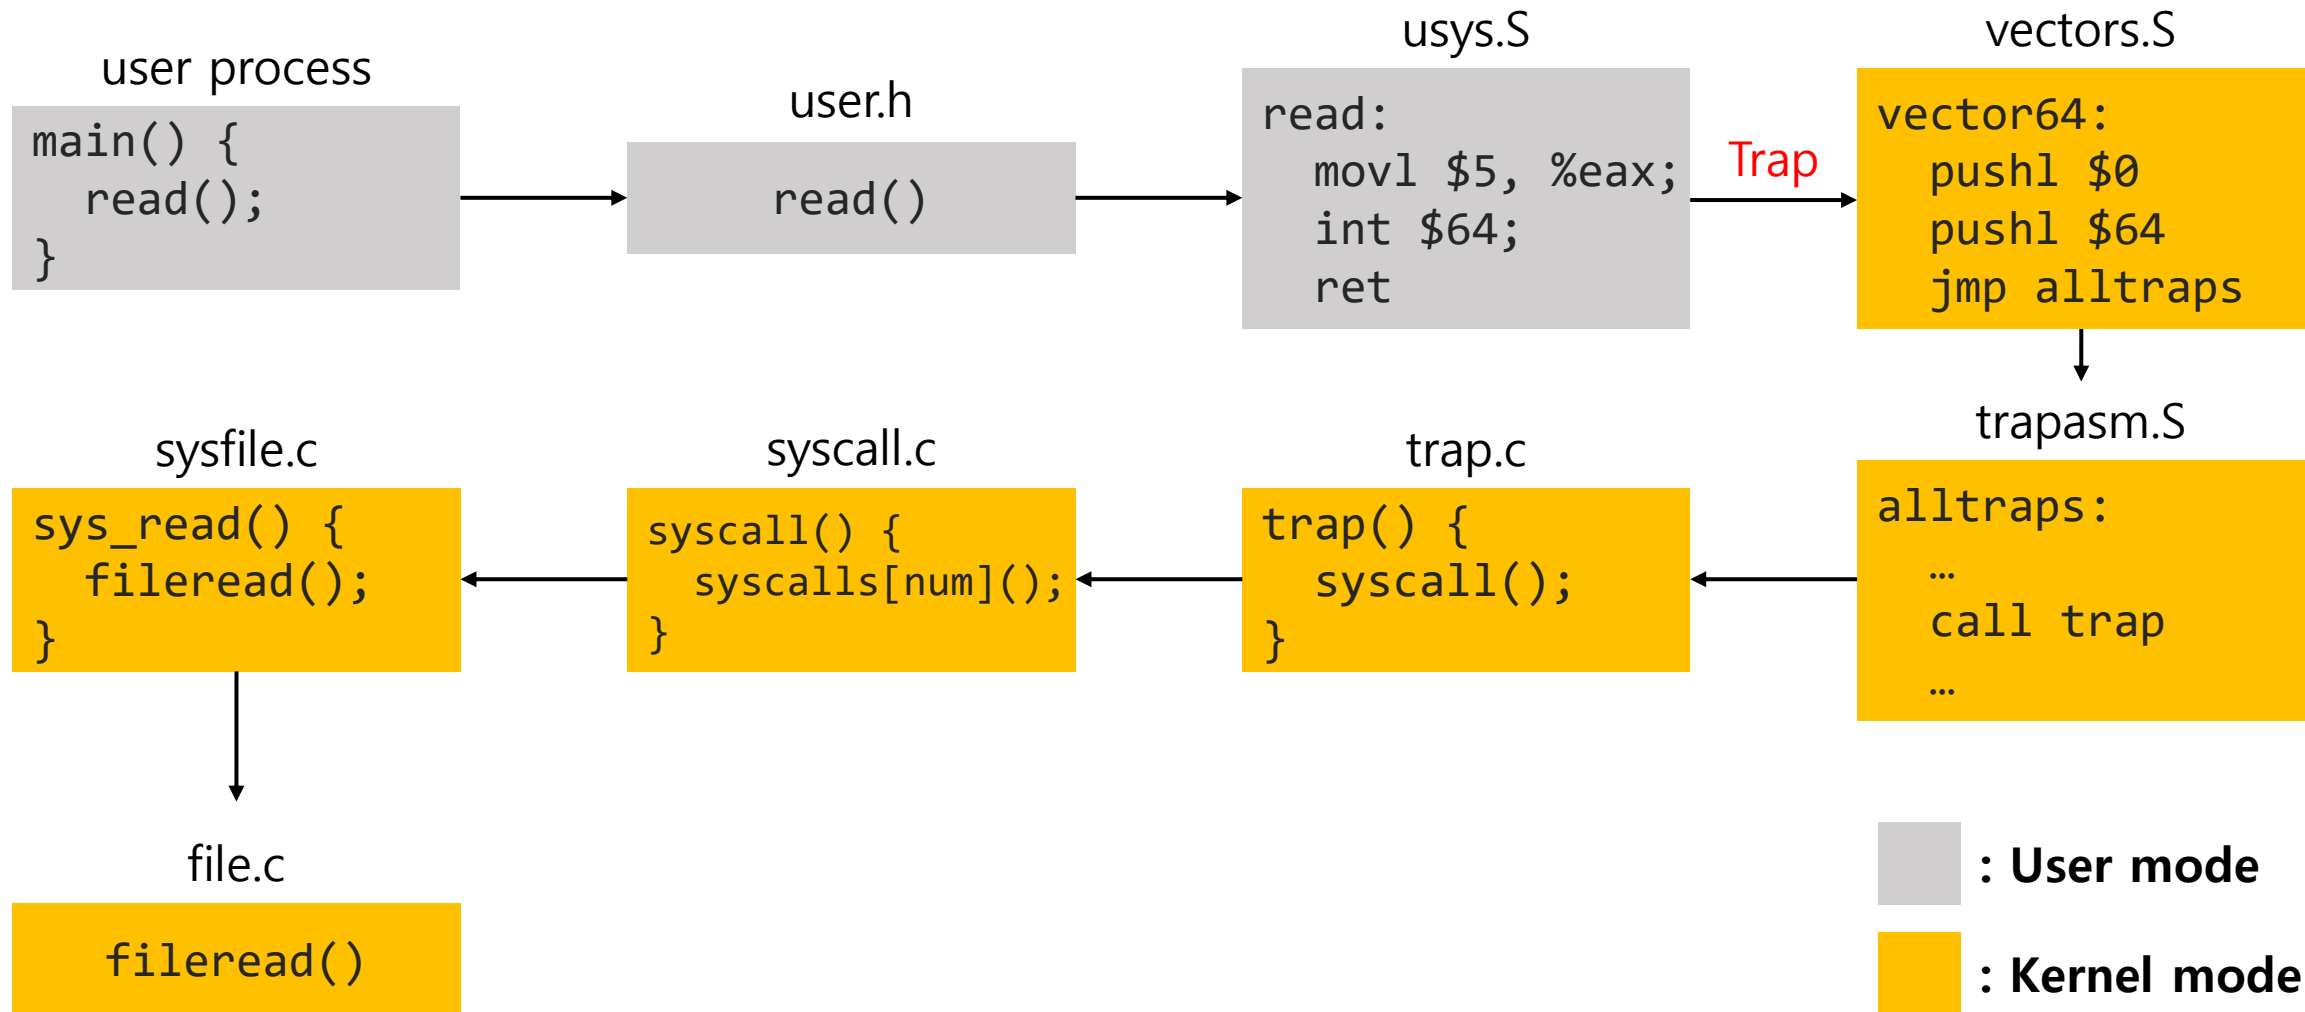 user process
main() {
  read();
}
user.h
read()
usys.S
read:
  movl $5, %eax;
  int $64;
  ret
Trap
vectors.S
vector64:
  pushl $0
  pushl $64
  jmp alltraps
trapasm.S
alltraps:
  …
  call trap
  …
trap.c
trap() {
  syscall();
}
syscall.c
syscall() {
  syscalls[num]();
}
sysfile.c
sys_read() {
  fileread();
}
file.c
fileread()
: User mode
: Kernel mode